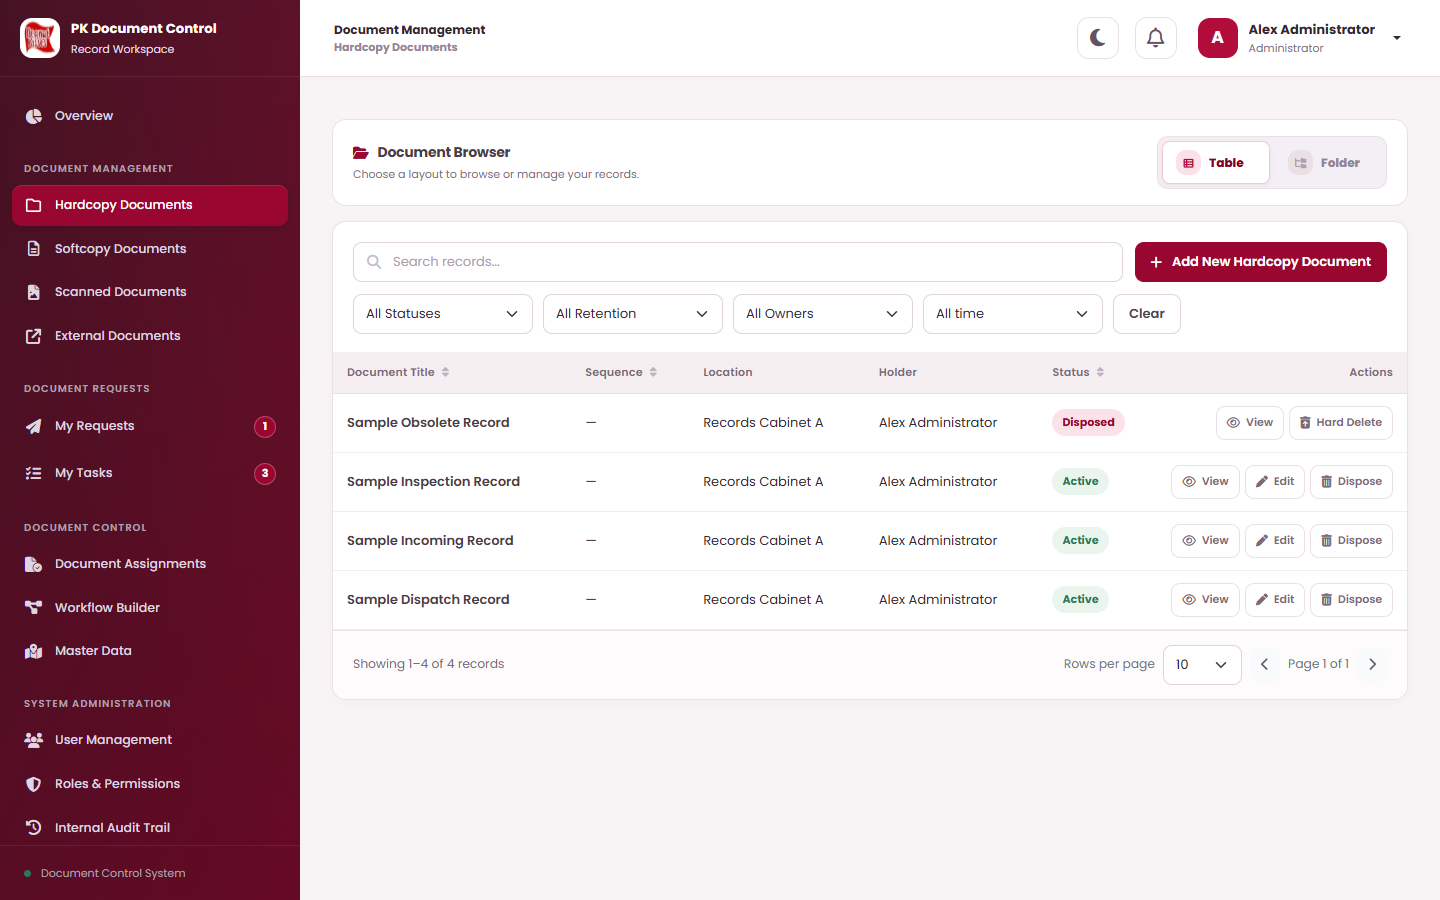 PK Document Control
Record Workspace
Document Management
Hardcopy Documents
A
Alex Administrator
Administrator
Overview
DOCUMENT MANAGEMENT
Hardcopy Documents
Softcopy Documents
Scanned Documents
External Documents
DOCUMENT REQUESTS
My Requests 1
My Tasks 3
DOCUMENT CONTROL
Document Assignments
Workflow Builder
Master Data
SYSTEM ADMINISTRATION
User Management
Roles & Permissions
Internal Audit Trail
Document Control System
Document Browser
Choose a layout to browse or manage your records.
Table Folder
Search records...
+ Add New Hardcopy Document
All Statuses All Retention All Owners All time Clear
Document Title Sequence Location Holder Status Actions
Sample Obsolete Record — Records Cabinet A Alex Administrator Disposed View Hard Delete
Sample Inspection Record — Records Cabinet A Alex Administrator Active View Edit Dispose
Sample Incoming Record — Records Cabinet A Alex Administrator Active View Edit Dispose
Sample Dispatch Record — Records Cabinet A Alex Administrator Active View Edit Dispose
Showing 1–4 of 4 records Rows per page 10 Page 1 of 1